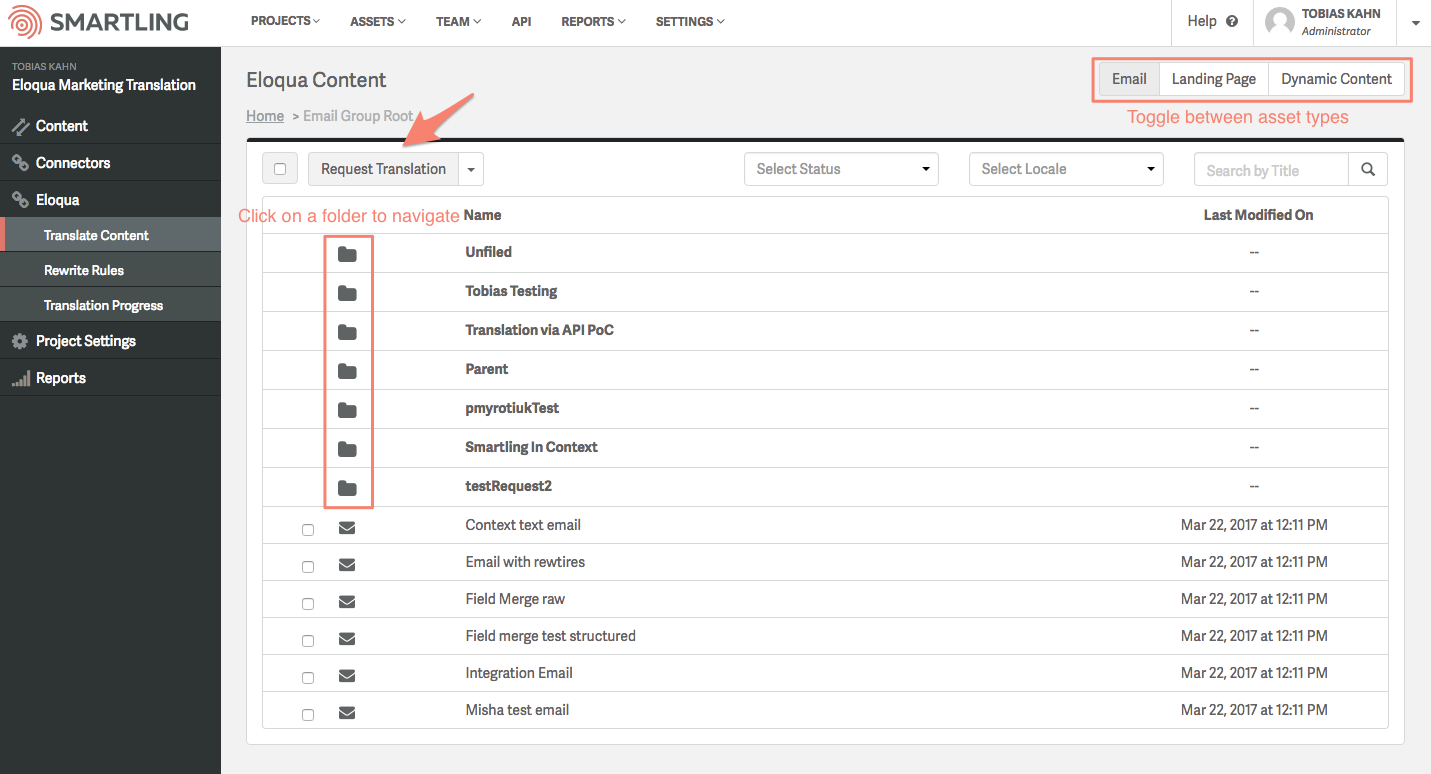 SMARTLING
PROJECTS ASSETS TEAM API REPORTS SETTINGS
Help ?
TOBIAS KAHN
Administrator
TOBIAS KAHN
Eloqua Marketing Translation
Content
Connectors
Eloqua
Translate Content
Rewrite Rules
Translation Progress
Project Settings
Reports
Eloqua Content
Email Landing Page Dynamic Content
Toggle between asset types
Home > Email Group Root
Request Translation Select Status Select Locale Search by Title
Click on a folder to navigate Name Last Modified On
Unfiled --
Tobias Testing --
Translation via API PoC --
Parent --
pmyrotiukTest --
Smartling In Context --
testRequest2 --
Context text email Mar 22, 2017 at 12:11 PM
Email with rewtires Mar 22, 2017 at 12:11 PM
Field Merge raw Mar 22, 2017 at 12:11 PM
Field merge test structured Mar 22, 2017 at 12:11 PM
Integration Email Mar 22, 2017 at 12:11 PM
Misha test email Mar 22, 2017 at 12:11 PM